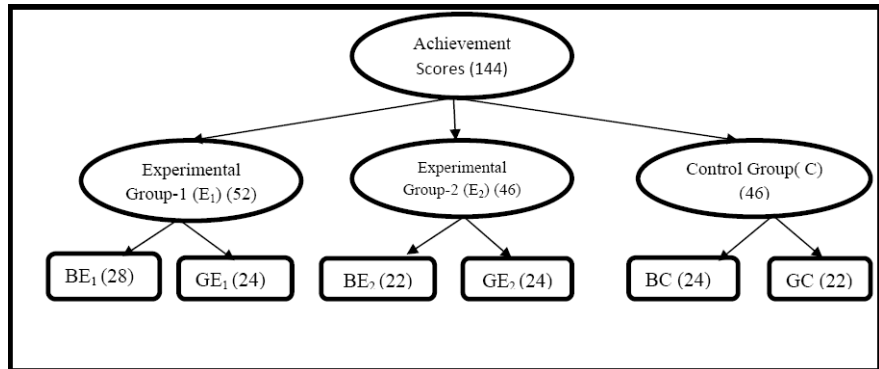 Achievement
Scores (144)
Experimental
Group-1 (E₁) (52)
Experimental
Group-2 (E₂) (46)
Control Group( C)
(46)
BE₁ (28)
GE₁ (24)
BE₂ (22)
GE₂ (24)
BC (24)
GC (22)